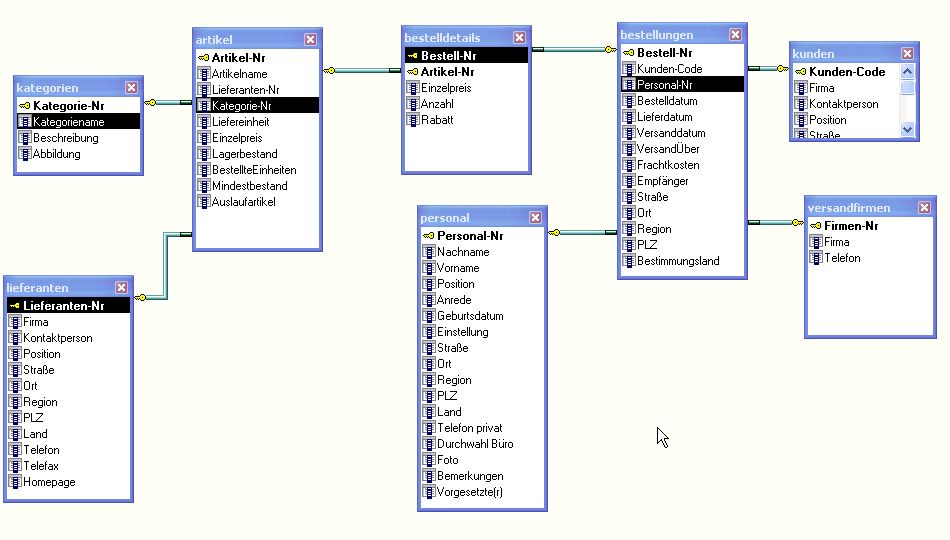 kategorien
Kategorie-Nr
Kategoriename
Beschreibung
Abbildung
artikel
Artikel-Nr
Artikelname
Lieferanten-Nr
Kategorie-Nr
Liefereinheit
Einzelpreis
Lagerbestand
BestellteEinheiten
Mindestbestand
Auslaufartikel
bestelldetails
Bestell-Nr
Artikel-Nr
Einzelpreis
Anzahl
Rabatt
bestellungen
Bestell-Nr
Kunden-Code
Personal-Nr
Bestelldatum
Lieferdatum
Versanddatum
VersandÜber
Frachtkosten
Empfänger
Straße
Ort
Region
PLZ
Bestimmungsland
kunden
Kunden-Code
Firma
Kontaktperson
Position
Straße
versandfirmen
Firmen-Nr
Firma
Telefon
lieferanten
Lieferanten-Nr
Firma
Kontaktperson
Position
Straße
Ort
Region
PLZ
Land
Telefon
Telefax
Homepage
personal
Personal-Nr
Nachname
Vorname
Position
Anrede
Geburtsdatum
Einstellung
Straße
Ort
Region
PLZ
Land
Telefon privat
Durchwahl Büro
Foto
Bemerkungen
Vorgesetzte(r)